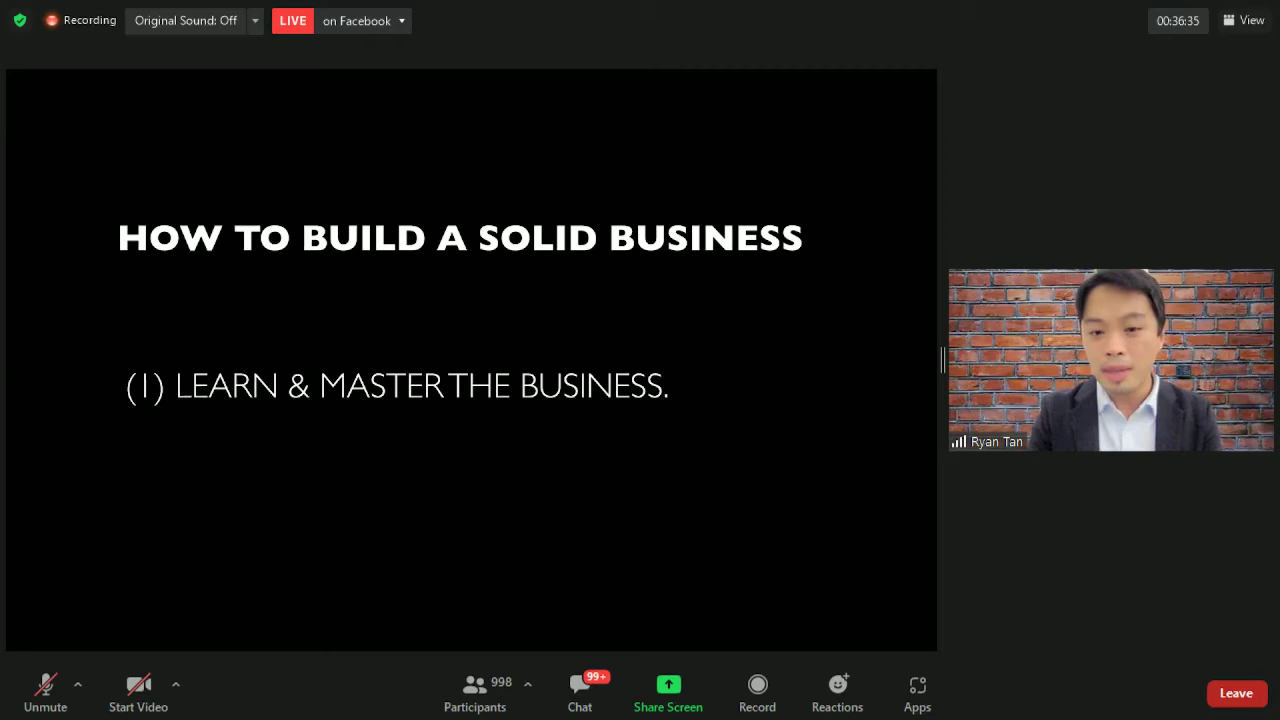 Recording
Original Sound: Off
LIVE
on Facebook
00:36:35
View
HOW TO BUILD A SOLID BUSINESS
(1) LEARN & MASTER THE BUSINESS.
Ryan Tan
Unmute
Start Video
998
Participants
99+
Chat
Share Screen
Record
Reactions
Apps
Leave